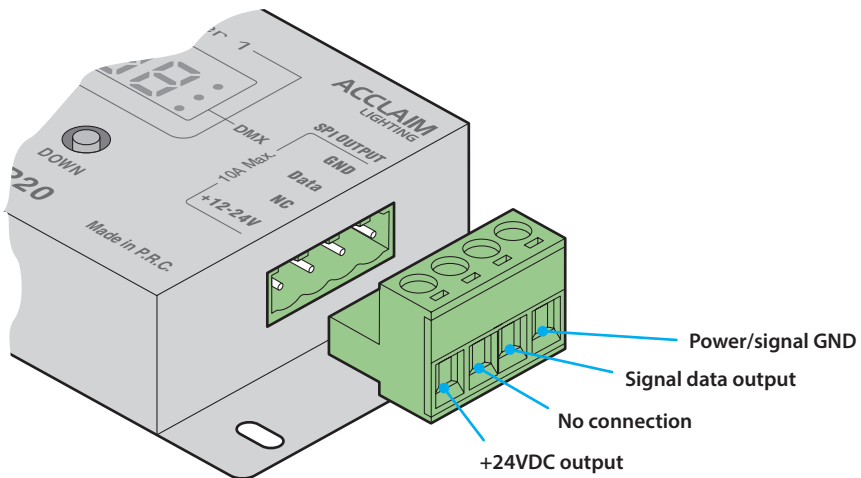 ACCLAIM
LIGHTING
DMX
SPI OUTPUT
10A Max.
GND
Data
NC
+12-24V
DOWN
Made in P.R.C.
Power/signal GND
Signal data output
No connection
+24VDC output